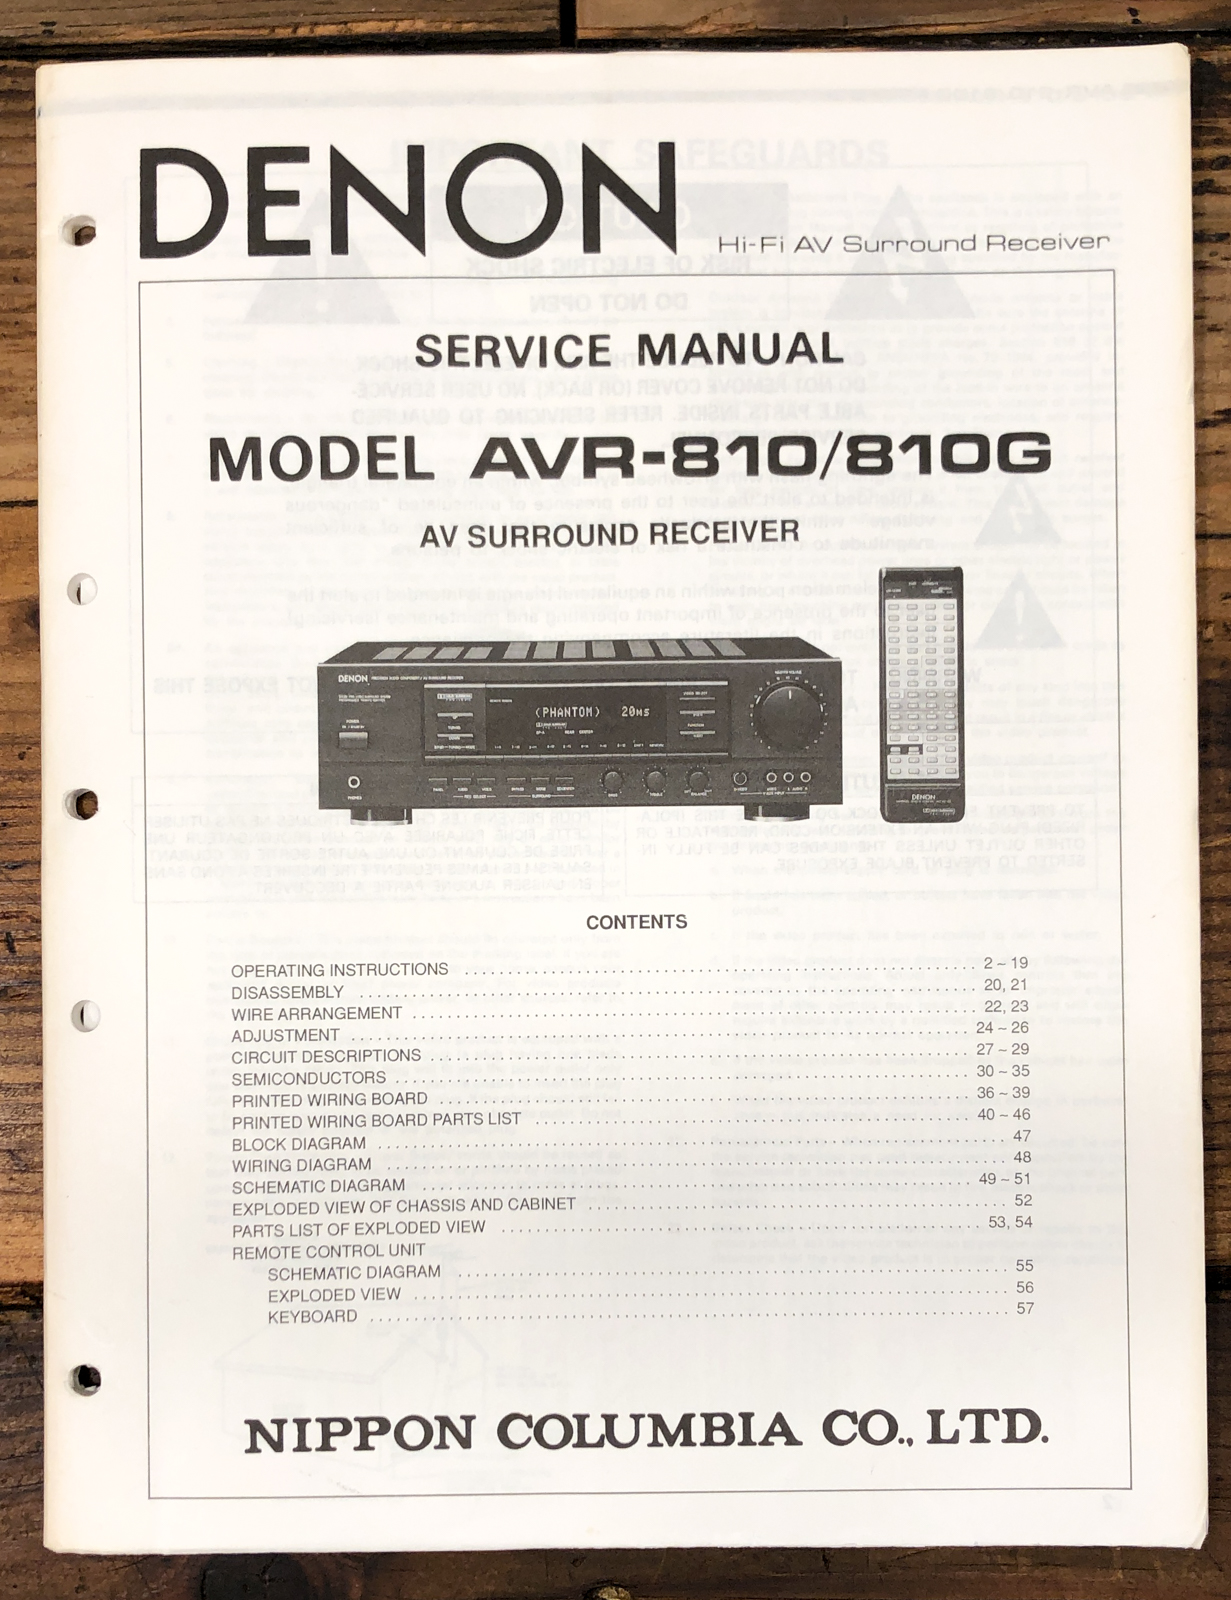 DENON
Hi-Fi AV Surround Receiver
SERVICE MANUAL
MODEL AVR-810/810G
AV SURROUND RECEIVER
DENON
(PHANTOM) 20ms
DENON
CONTENTS
OPERATING INSTRUCTIONS 2 ~ 19
DISASSEMBLY 20, 21
WIRE ARRANGEMENT 22, 23
ADJUSTMENT 24 ~ 26
CIRCUIT DESCRIPTIONS 27 ~ 29
SEMICONDUCTORS 30 ~ 35
PRINTED WIRING BOARD 36 ~ 39
PRINTED WIRING BOARD PARTS LIST 40 ~ 46
BLOCK DIAGRAM 47
WIRING DIAGRAM 48
SCHEMATIC DIAGRAM 49 ~ 51
EXPLODED VIEW OF CHASSIS AND CABINET 52
PARTS LIST OF EXPLODED VIEW 53, 54
REMOTE CONTROL UNIT
SCHEMATIC DIAGRAM 55
EXPLODED VIEW 56
KEYBOARD 57
NIPPON COLUMBIA CO., LTD.